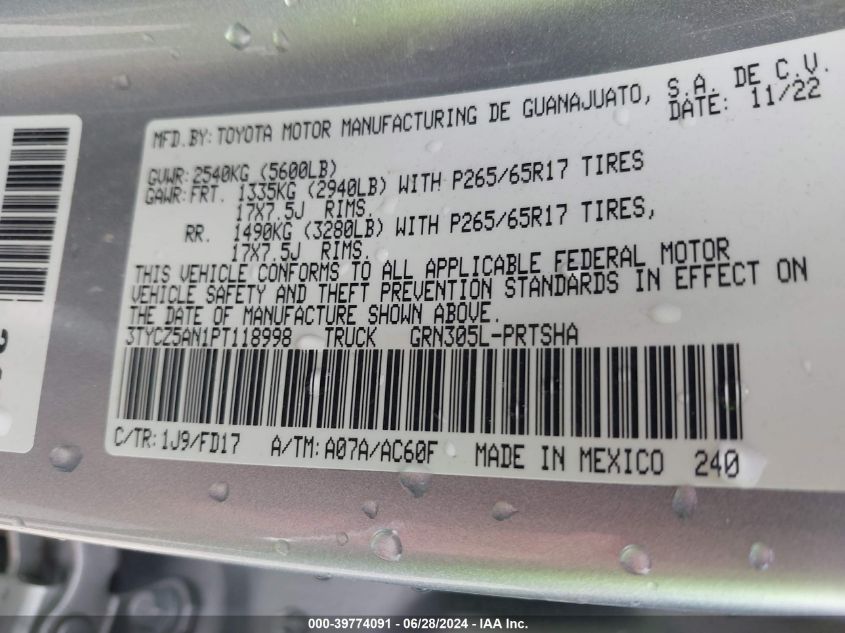 MFD.BY: TOYOTA MOTOR MANUFACTURING DE GUANAJUATO, S.A. DE C.V.
DATE: 11/22
GVWR: 2540KG (5600LB)
GAWR: FRT. 1335KG (2940LB) WITH P265/65R17 TIRES
17X7.5J RIMS.
RR. 1490KG (3280LB) WITH P265/65R17 TIRES,
17X7.5J RIMS.
THIS VEHICLE CONFORMS TO ALL APPLICABLE FEDERAL MOTOR
VEHICLE SAFETY AND THEFT PREVENTION STANDARDS IN EFFECT ON
THE DATE OF MANUFACTURE SHOWN ABOVE.
3TYCZ5AN1PT118998 TRUCK GRN305L-PRTSHA
C/TR: 1J9/FD17 A/TM: A07A/AC60F MADE IN MEXICO 240
000-39774091 / 06/28/2024 / IAA Inc.